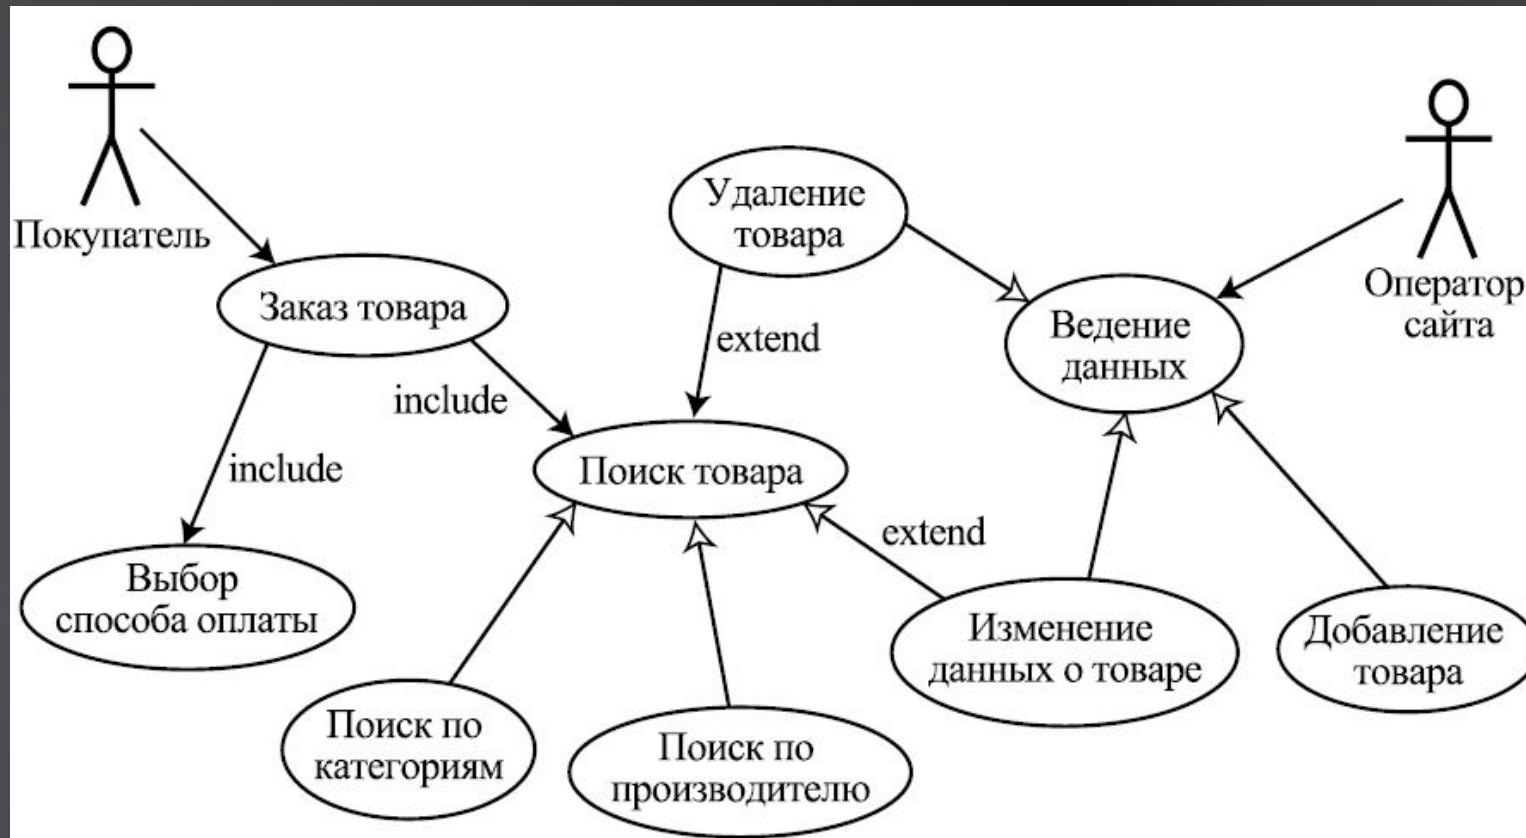 Покупатель
Заказ товара
include
include
Выбор
способа оплаты
Удаление
товара
extend
Поиск товара
extend
Поиск по
категориям
Поиск по
производителю
Изменение
данных о товаре
Ведение
данных
Добавление
товара
Оператор
сайта